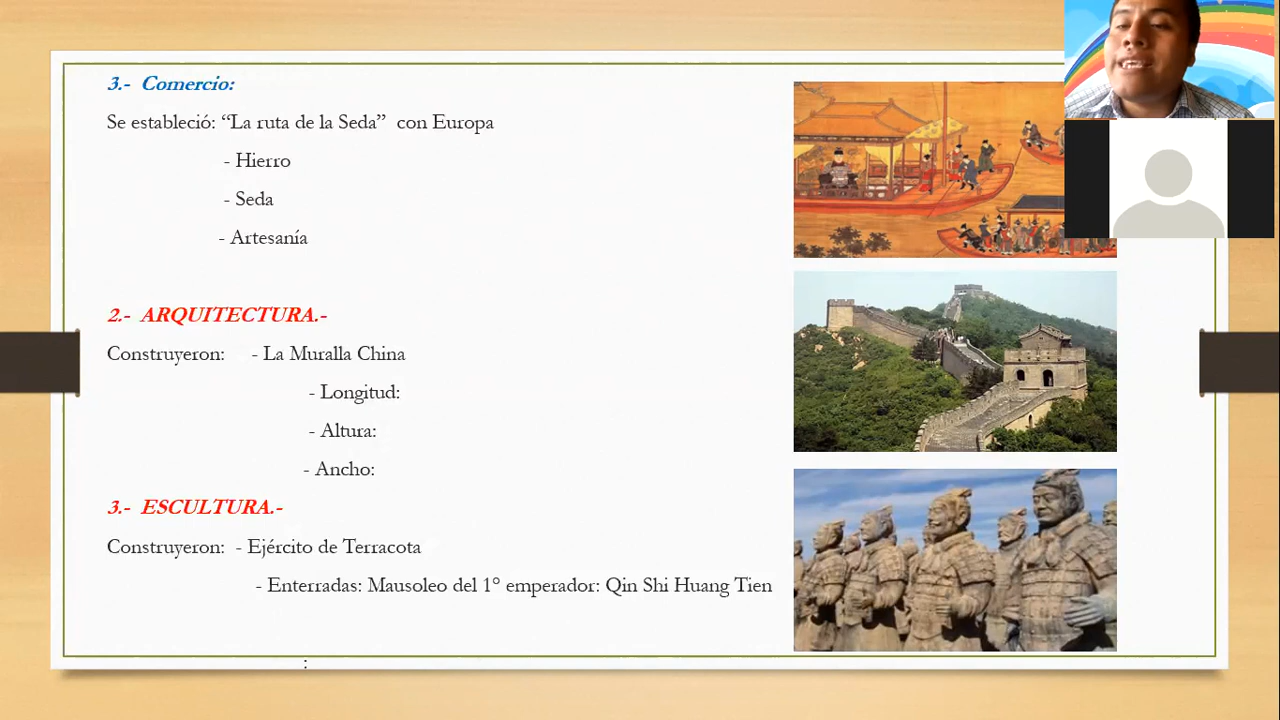 3.- Comercio:
Se estableció: “La ruta de la Seda” con Europa
- Hierro
- Seda
- Artesanía
2.- ARQUITECTURA.-
Construyeron: - La Muralla China
- Longitud:
- Altura:
- Ancho:
3.- ESCULTURA.-
Construyeron: - Ejército de Terracota
- Enterradas: Mausoleo del 1° emperador: Qin Shi Huang Tien
: